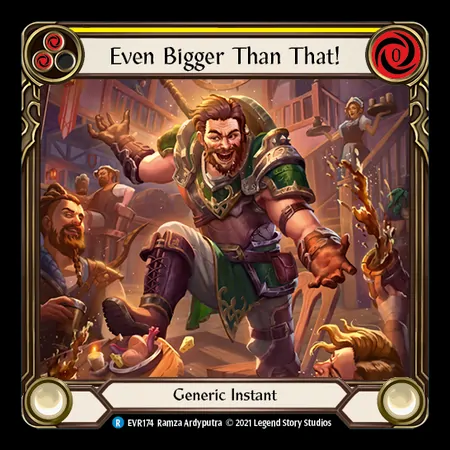 Even Bigger Than That!
0
Generic Instant
R EVR174 Ramza Ardyputra © 2021 Legend Story Studios